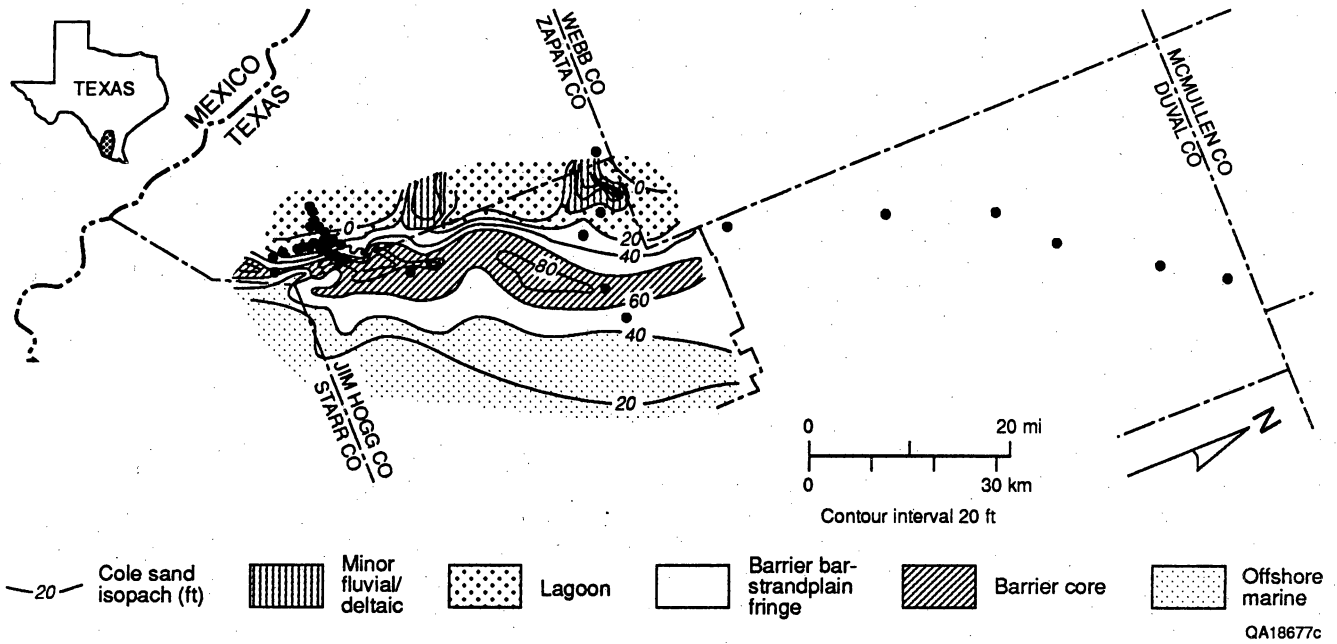 TEXAS
MEXICO
TEXAS
WEBB CO
ZAPATA CO
MCMULLEN CO
DUVAL CO
0
0
20
40
80
60
40
20
JIM HOGG CO
STARR CO
0 20 mi
0 30 km
Contour interval 20 ft
N
20
Cole sand
isopach (ft)
Minor
fluvial/
deltaic
Lagoon
Barrier bar-
strandplain
fringe
Barrier core
Offshore
marine
QA18677c